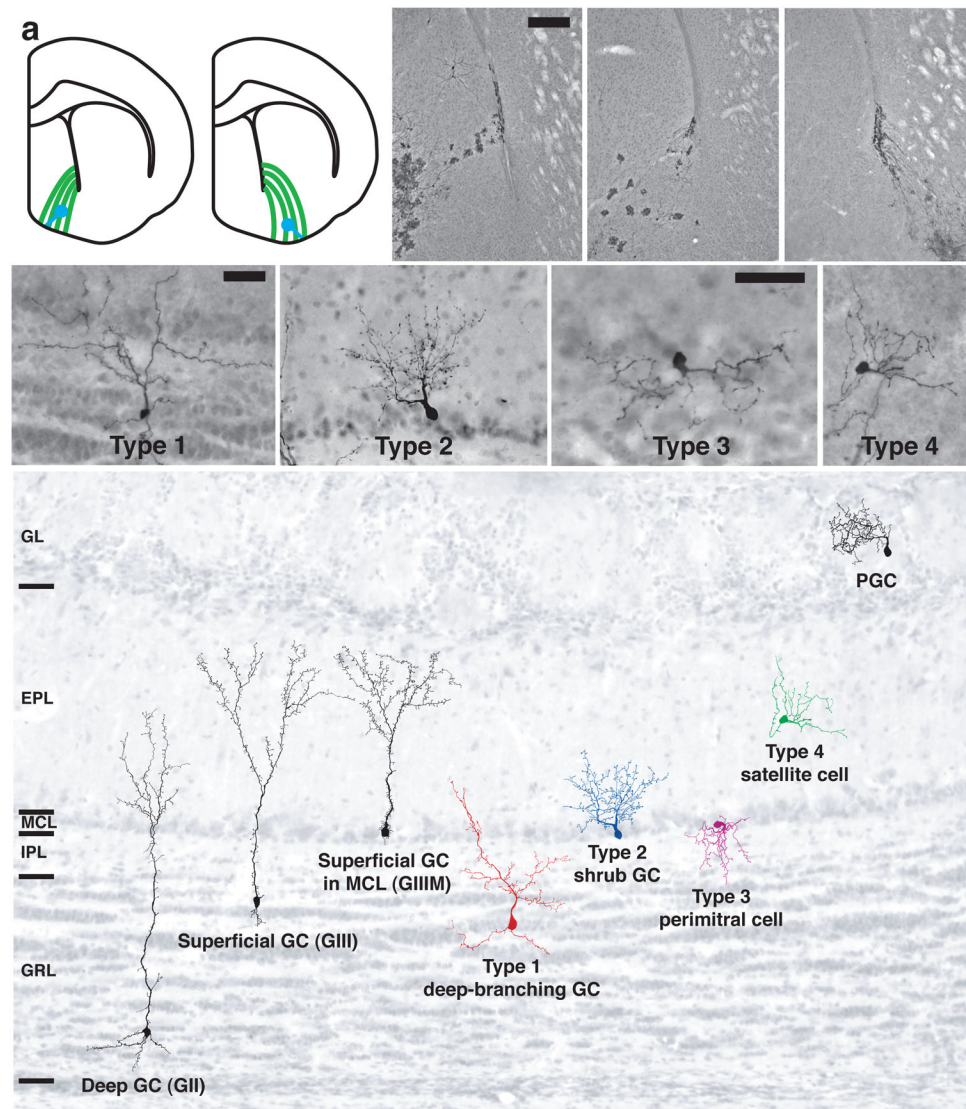 a
Type 1
Type 2
Type 3
Type 4
GL
PGC
EPL
Type 4
satellite cell
MCL
IPL
Type 2
shrub GC
Superficial GC
in MCL (GIIIM)
Type 3
perimitral cell
Superficial GC (GIII)
GRL
Type 1
deep-branching GC
Deep GC (GII)